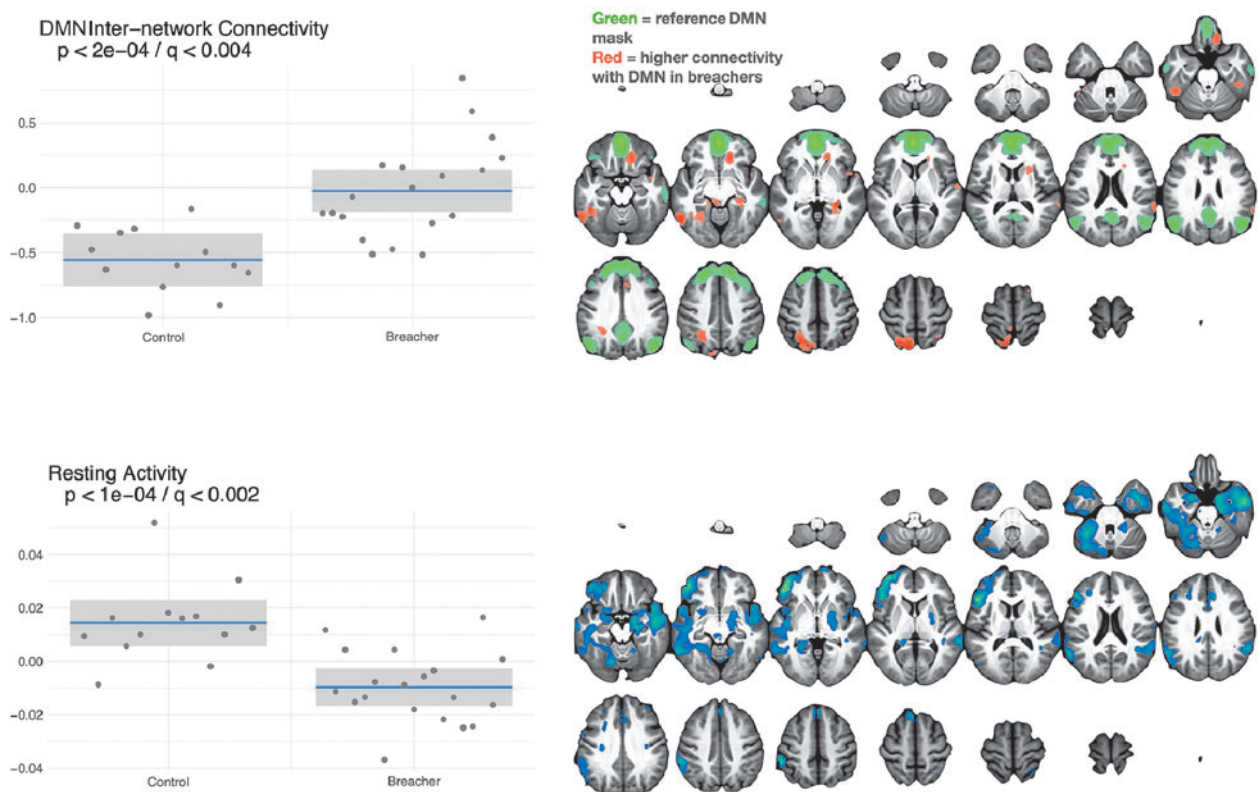 DMNInter-network Connectivity
p < 2e-04 / q < 0.004
0.5
0.0
-0.5
-1.0
Control
Breacher
Green = reference DMN
mask
Red = higher connectivity
with DMN in breachers
Resting Activity
p < 1e-04 / q < 0.002
0.04
0.02
0.00
-0.02
-0.04
Control
Breacher